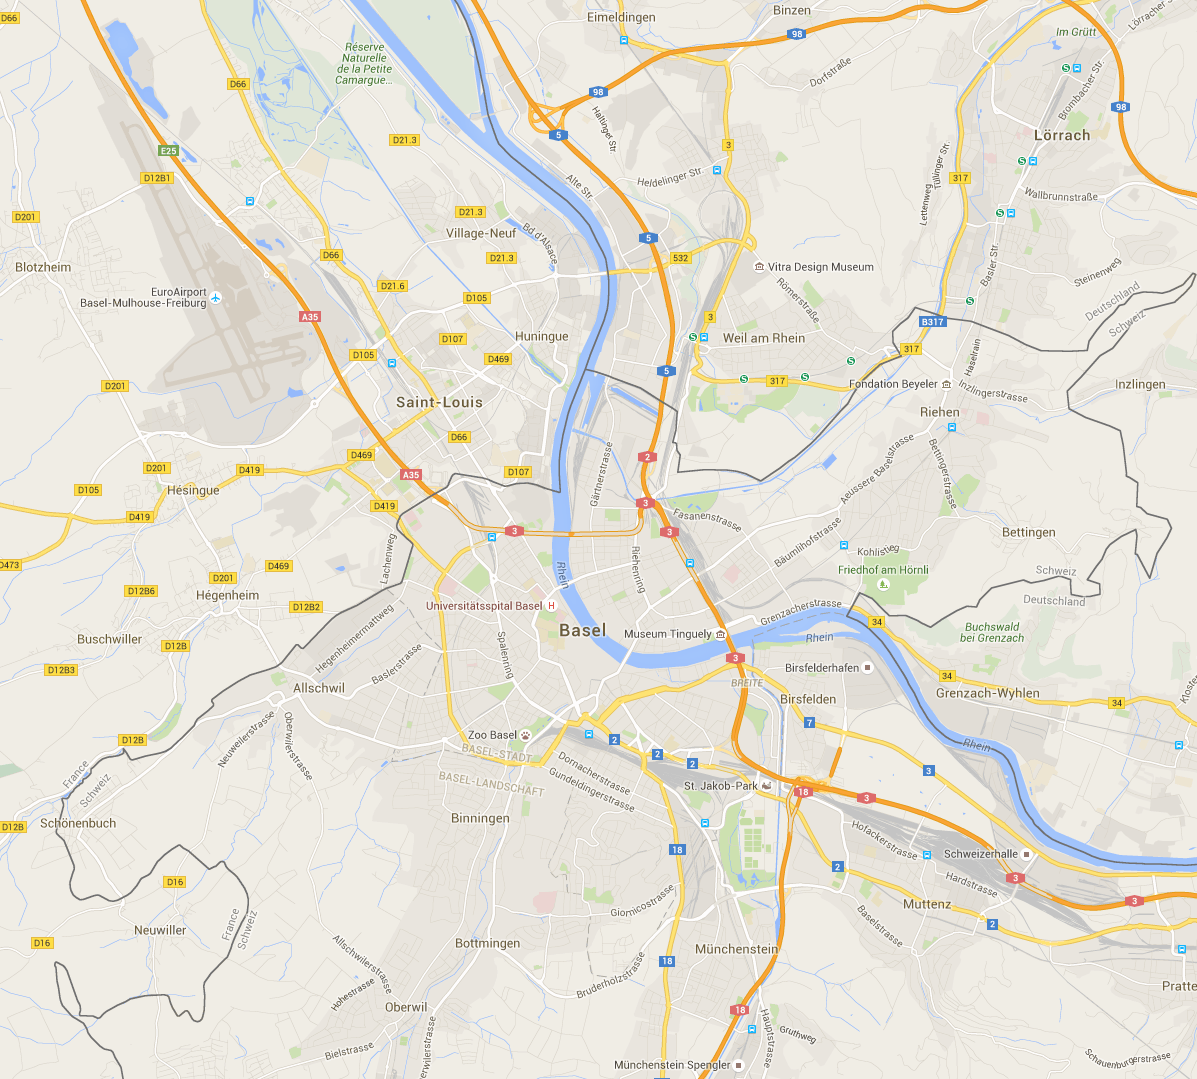 D66
Eimeldingen
Binzen
98
Im Grütt
Lörracher Str.
Réserve
Naturelle
de la Petite
Camargue...
D66
98
Dorfstraße
Brombacher Str.
98
Haltinger Str.
5
Lörrach
D21.3
E25
3
D12B1
Heldelinger Str.
Alte Str.
317
Tüllinger Str.
Lettenweg
Wallbrunnstraße
D201
D21.3
Village-Neuf
Bd d'Alsace
5
Basler Str.
D66
D21.3
532
Blotzheim
Vitra Design Museum
Steinenweg
EuroAirport
Basel-Mulhouse-Freiburg
D21.6
D105
Römerstraße
Deutschland
Schweiz
A35
3
B317
Huningue
D107
Weil am Rhein
D105
D469
317
Haselrain
5
317
Fondation Beyeler
Inzlingerstrasse
Inzlingen
D201
Saint-Louis
Riehen
D66
D469
2
Aeussere Baselstrasse
Bettingerstrasse
D201
D419
A35
D107
Gärtnerstrasse
D105
Hésingue
D419
D419
3
Fasanenstrasse
3
3
Bäumlihofstrasse
Bettingen
Lachenweg
Kohlistieg
D473
D469
D201
Rhein
Riehenring
Friedhof am Hörnli
Schweiz
D12B6
Hégenheim
D12B2
Universitätsspital Basel
H
Deutschland
Grenzacherstrasse
Basel
Museum Tinguely
Rhein
34
Buchswald
bei Grenzach
Buschwiller
D12B
Hegenheimermattweg
Spalenring
Baslerstrasse
3
D12B3
Birsfelderhafen
34
Allschwil
BREITE
Birsfelden
Grenzach-Wyhlen
34
Neuweilerstrasse
Oberwilerstrasse
Zoo Basel
7
D12B
BASEL-STADT
2
2
2
Rhein
France
Schweiz
BASEL-LANDSCHAFT
Dornacherstrasse
Gundeldingerstrasse
St. Jakob-Park
3
18
3
Schönenbuch
D12B
Binningen
Hofackerstrasse
18
Schweizerhalle
2
D16
3
Hardstrasse
3
Muttenz
France
Schweiz
Giornicostrasse
Baselstrasse
2
Neuwiller
D16
Bottmingen
Münchenstein
Allschwilerstrasse
18
Bruderholzstrasse
Hohestrasse
Oberwil
18
Hauptstrasse
Gruthweg
Bielstrasse
Münchenstein Spengler
Schauenburgerstrasse